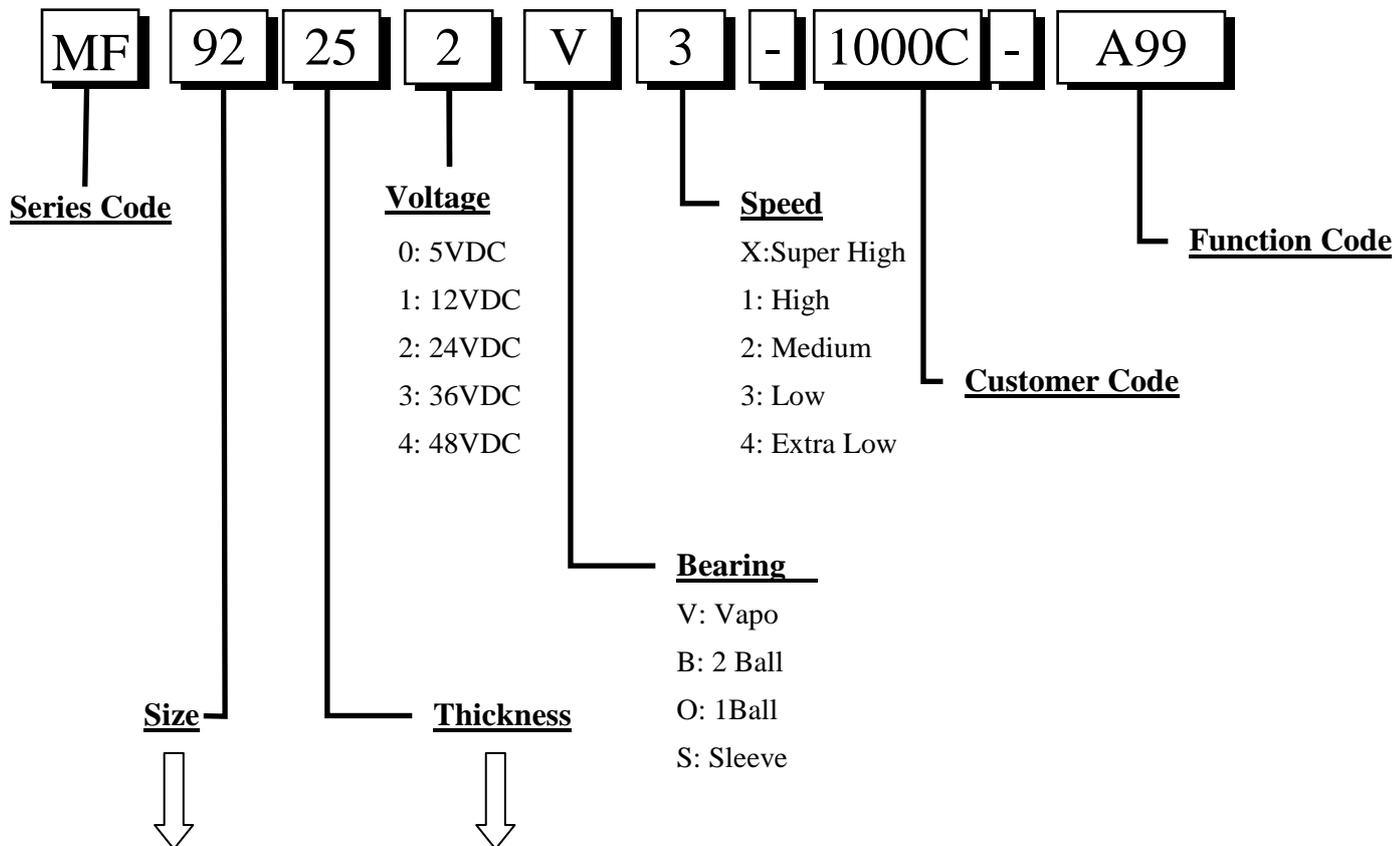 MF 92 25 2 V 3 - 1000C - A99
Series Code
Voltage
0: 5VDC
1: 12VDC
2: 24VDC
3: 36VDC
4: 48VDC
Speed
X:Super High
1: High
2: Medium
3: Low
4: Extra Low
Function Code
Customer Code
Bearing
V: Vapo
B: 2 Ball
O: 1Ball
S: Sleeve
Size
Thickness